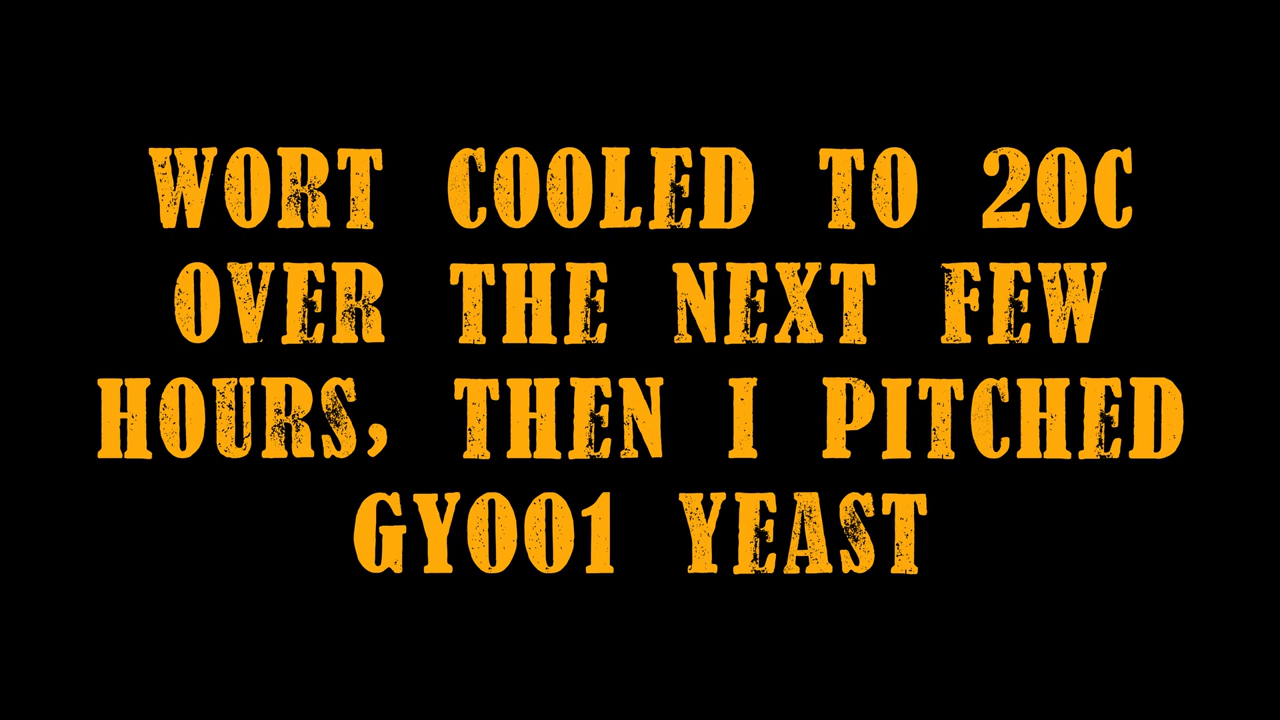 WORT COOLED TO 20C
OVER THE NEXT FEW
HOURS, THEN I PITCHED
GY001 YEAST